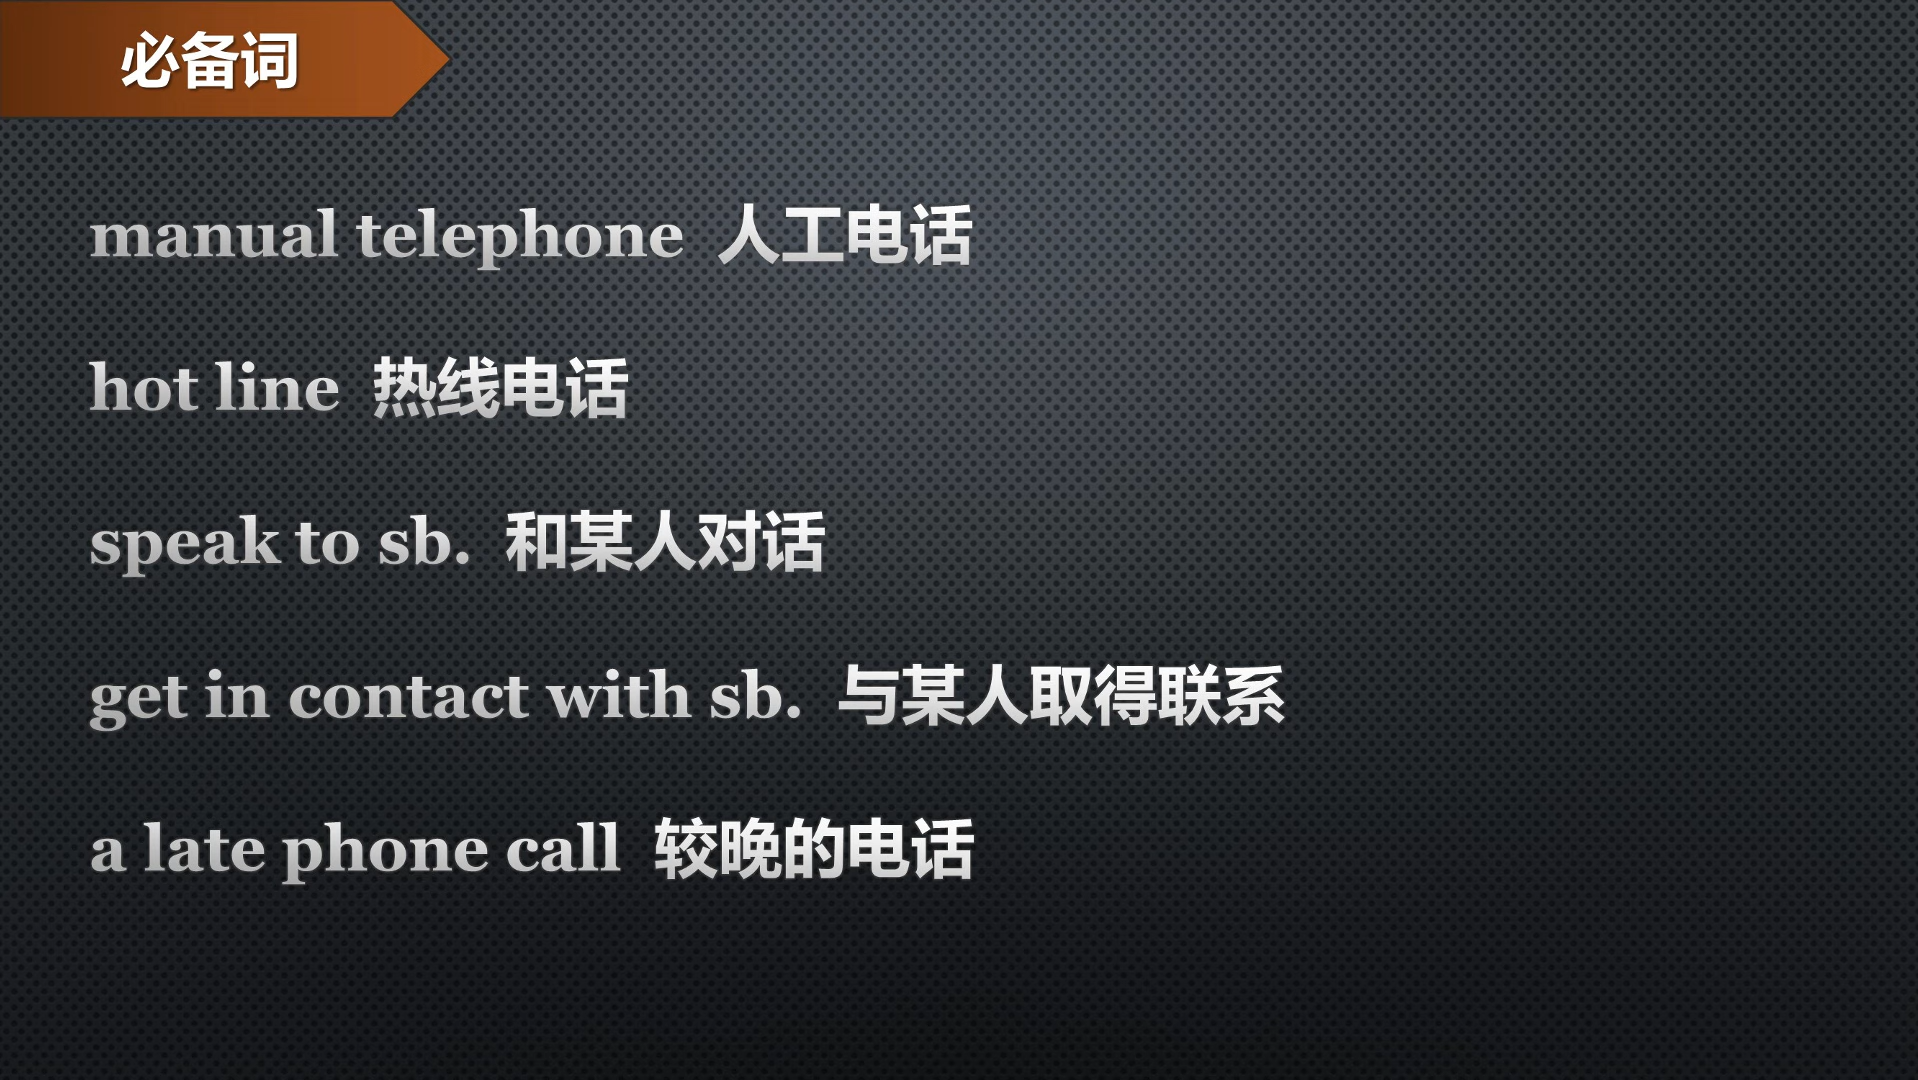 必备词
manual telephone 人工电话
hot line 热线电话
speak to sb. 和某人对话
get in contact with sb. 与某人取得联系
a late phone call 较晚的电话